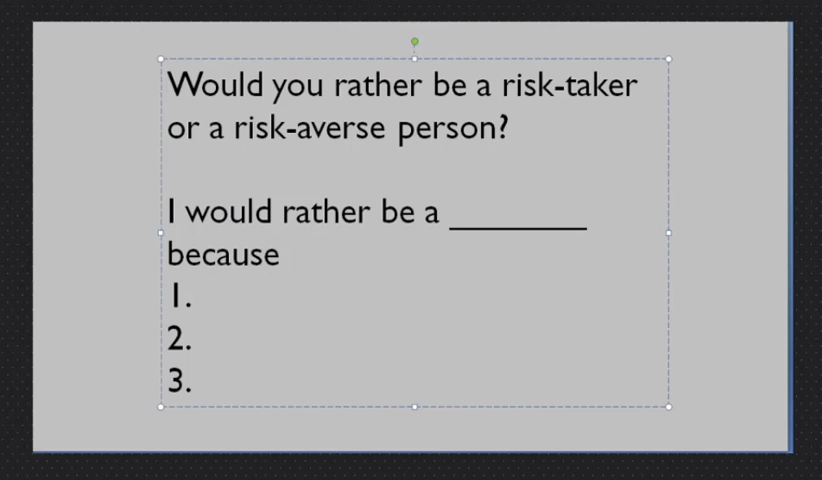 Would you rather be a risk-taker
or a risk-averse person?
I would rather be a ________
because
1.
2.
3.